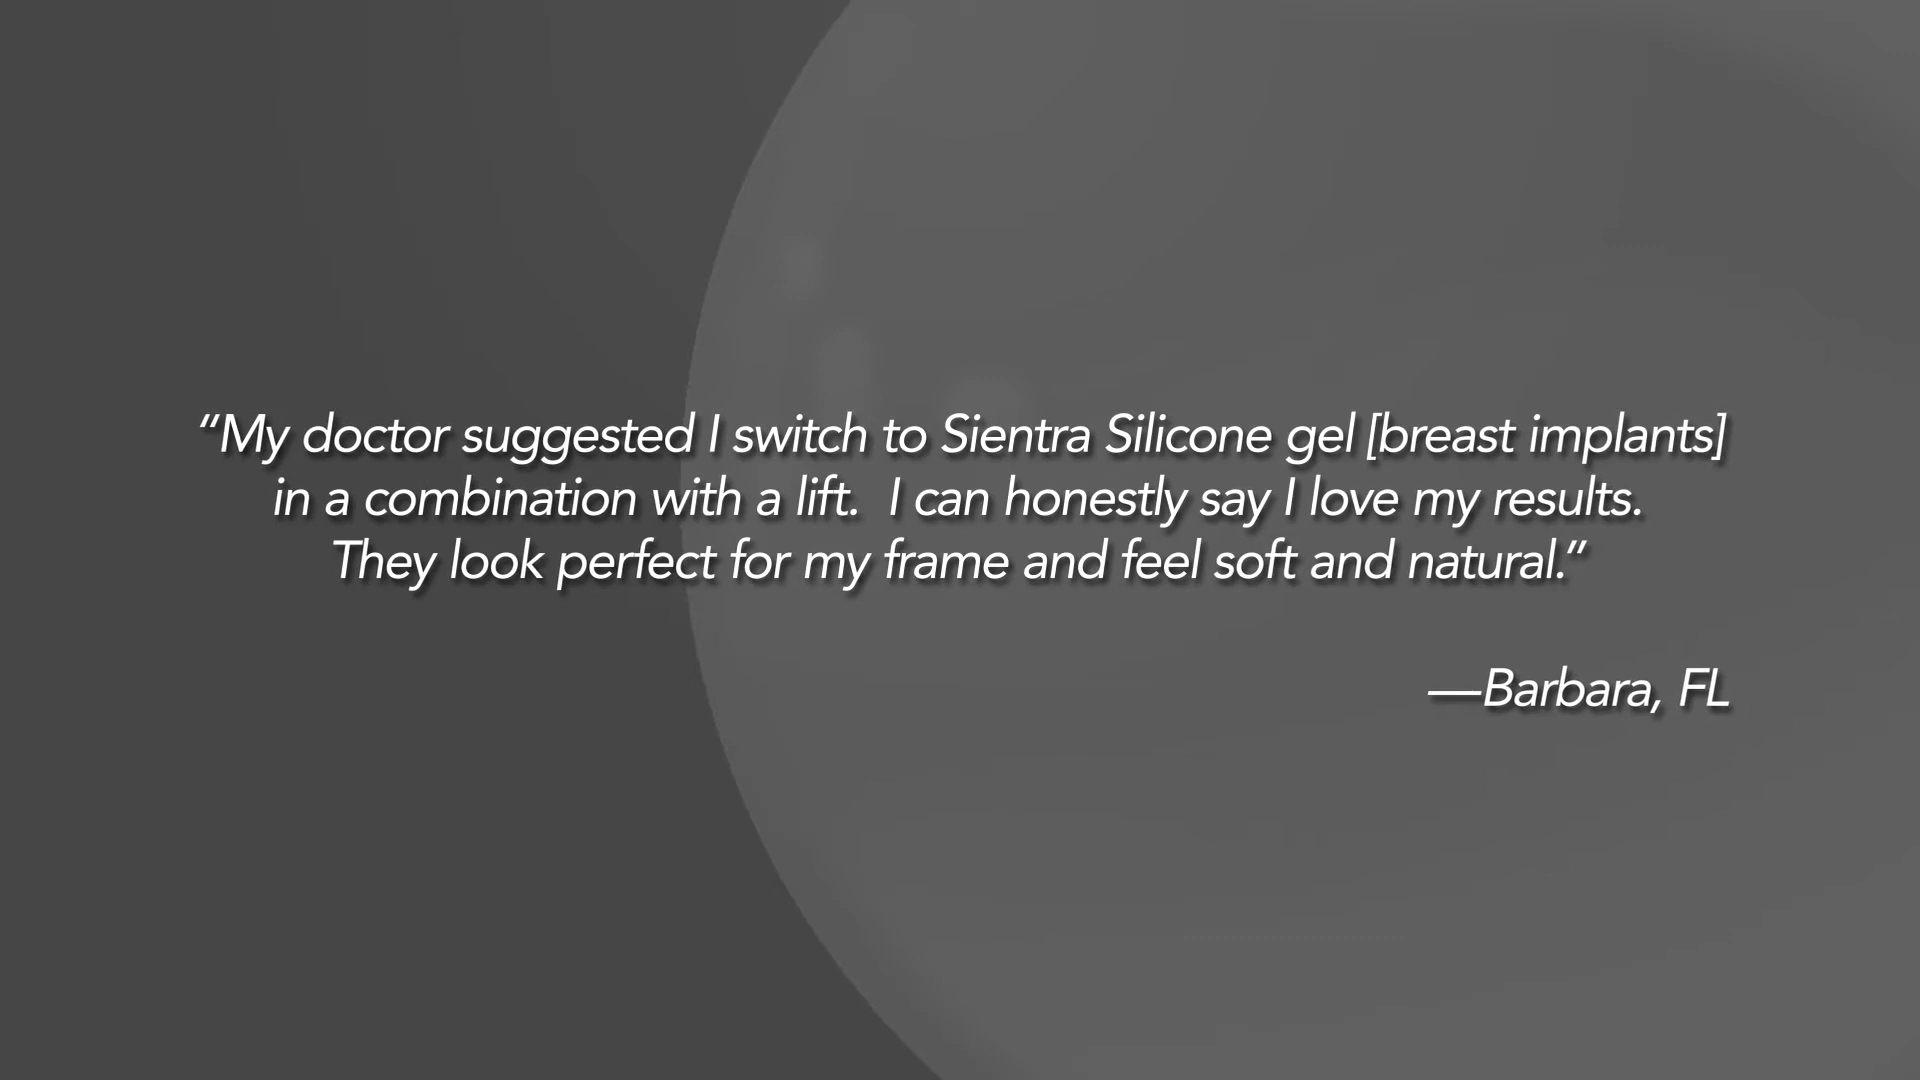 “My doctor suggested I switch to Sientra Silicone gel [breast implants]
in a combination with a lift.  I can honestly say I love my results.
They look perfect for my frame and feel soft and natural.”
—Barbara, FL